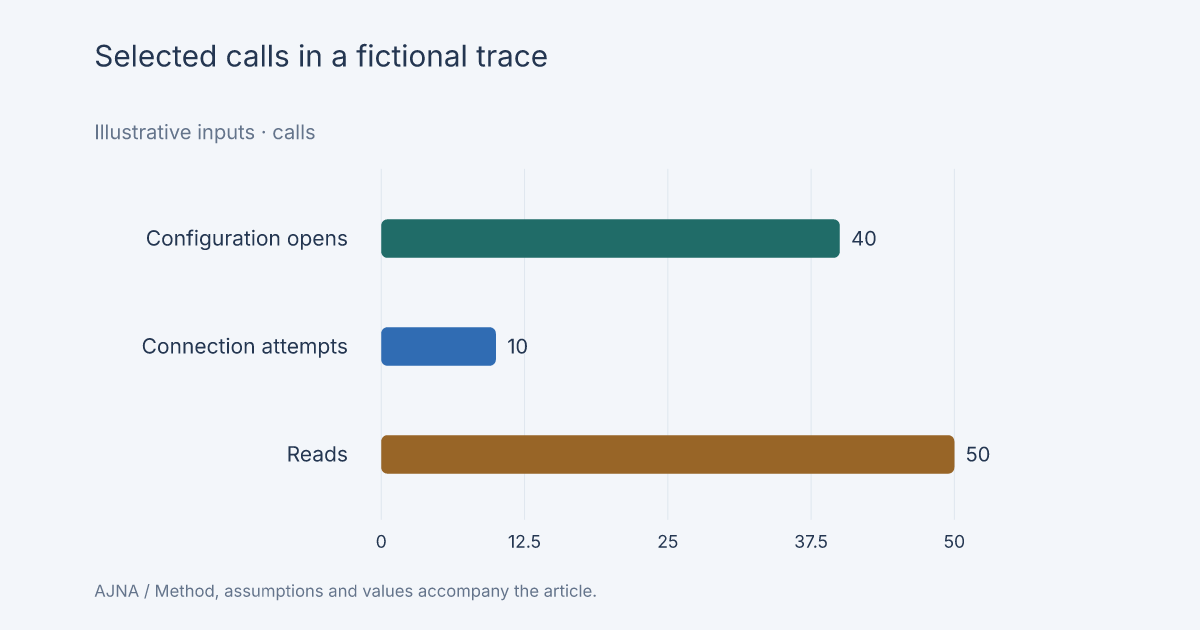 Selected calls in a fictional trace
Illustrative inputs · calls
Configuration opens 40
Connection attempts 10
Reads 50
0 12.5 25 37.5 50
AJNA / Method, assumptions and values accompany the article.